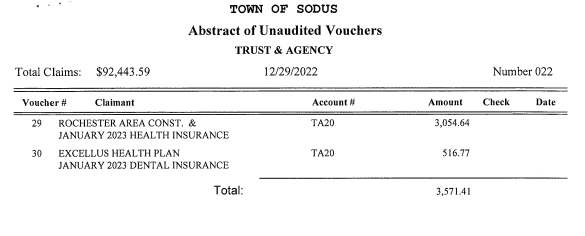 TOWN OF SODUS
Abstract of Unaudited Vouchers
TRUST & AGENCY
Total Claims: $92,443.59 12/29/2022 Number 022
Voucher # Claimant Account # Amount Check Date
29 ROCHESTER AREA CONST. & TA20 3,054.64
JANUARY 2023 HEALTH INSURANCE
30 EXCELLUS HEALTH PLAN TA20 516.77
JANUARY 2023 DENTAL INSURANCE
Total: 3,571.41